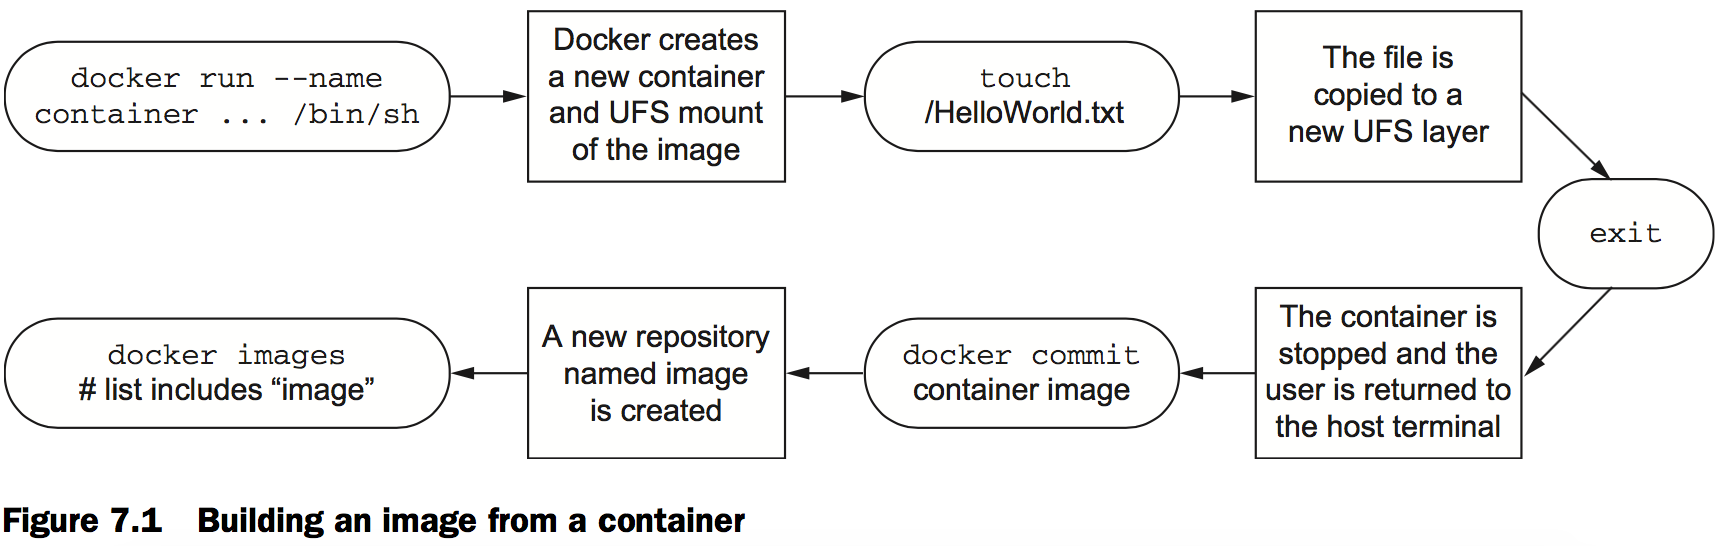 docker run --name
container ... /bin/sh
Docker creates
a new container
and UFS mount
of the image
touch
/HelloWorld.txt
The file is
copied to a
new UFS layer
exit
The container is
stopped and the
user is returned to
the host terminal
docker commit
container image
A new repository
named image
is created
docker images
# list includes “image”
Figure 7.1 Building an image from a container